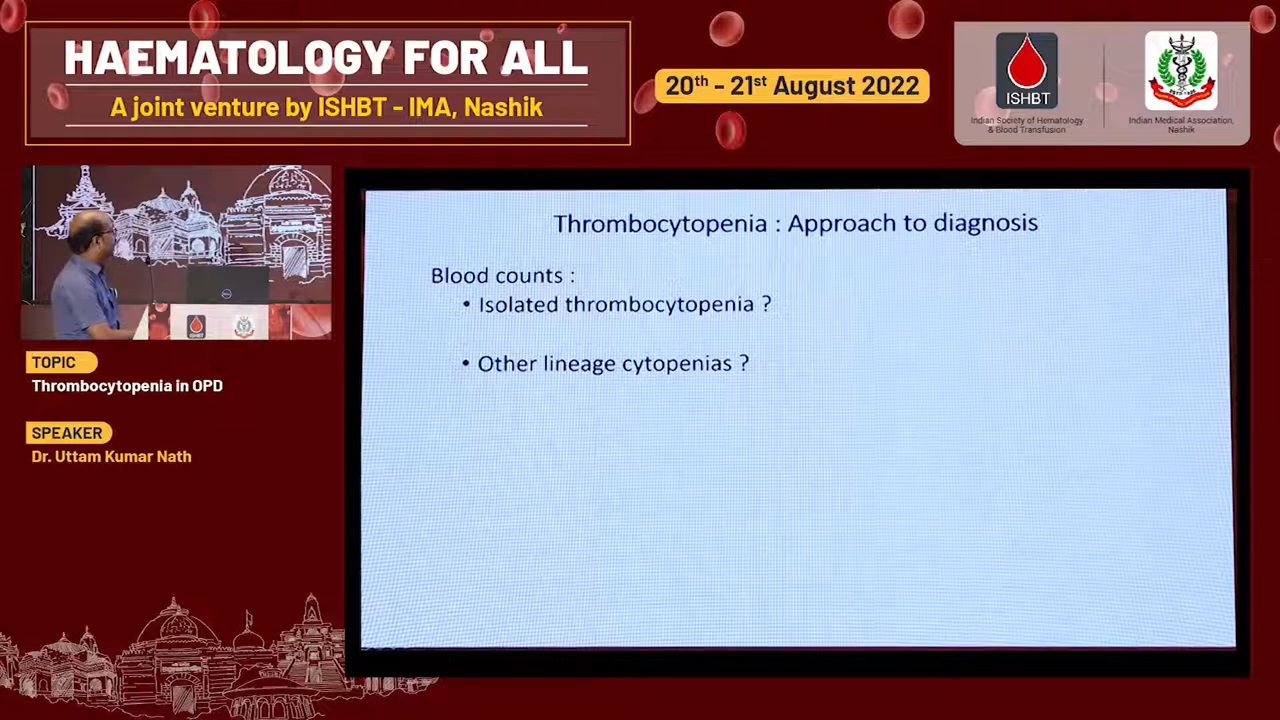 HAEMATOLOGY FOR ALL
A joint venture by ISHBT - IMA, Nashik
20th - 21st August 2022
ISHBT
Indian Society of Hematology
& Blood Transfusion
Indian Medical Association,
Nashik
TOPIC
Thrombocytopenia in OPD
SPEAKER
Dr. Uttam Kumar Nath
Thrombocytopenia : Approach to diagnosis
Blood counts :
• Isolated thrombocytopenia ?
• Other lineage cytopenias ?
ISHBT